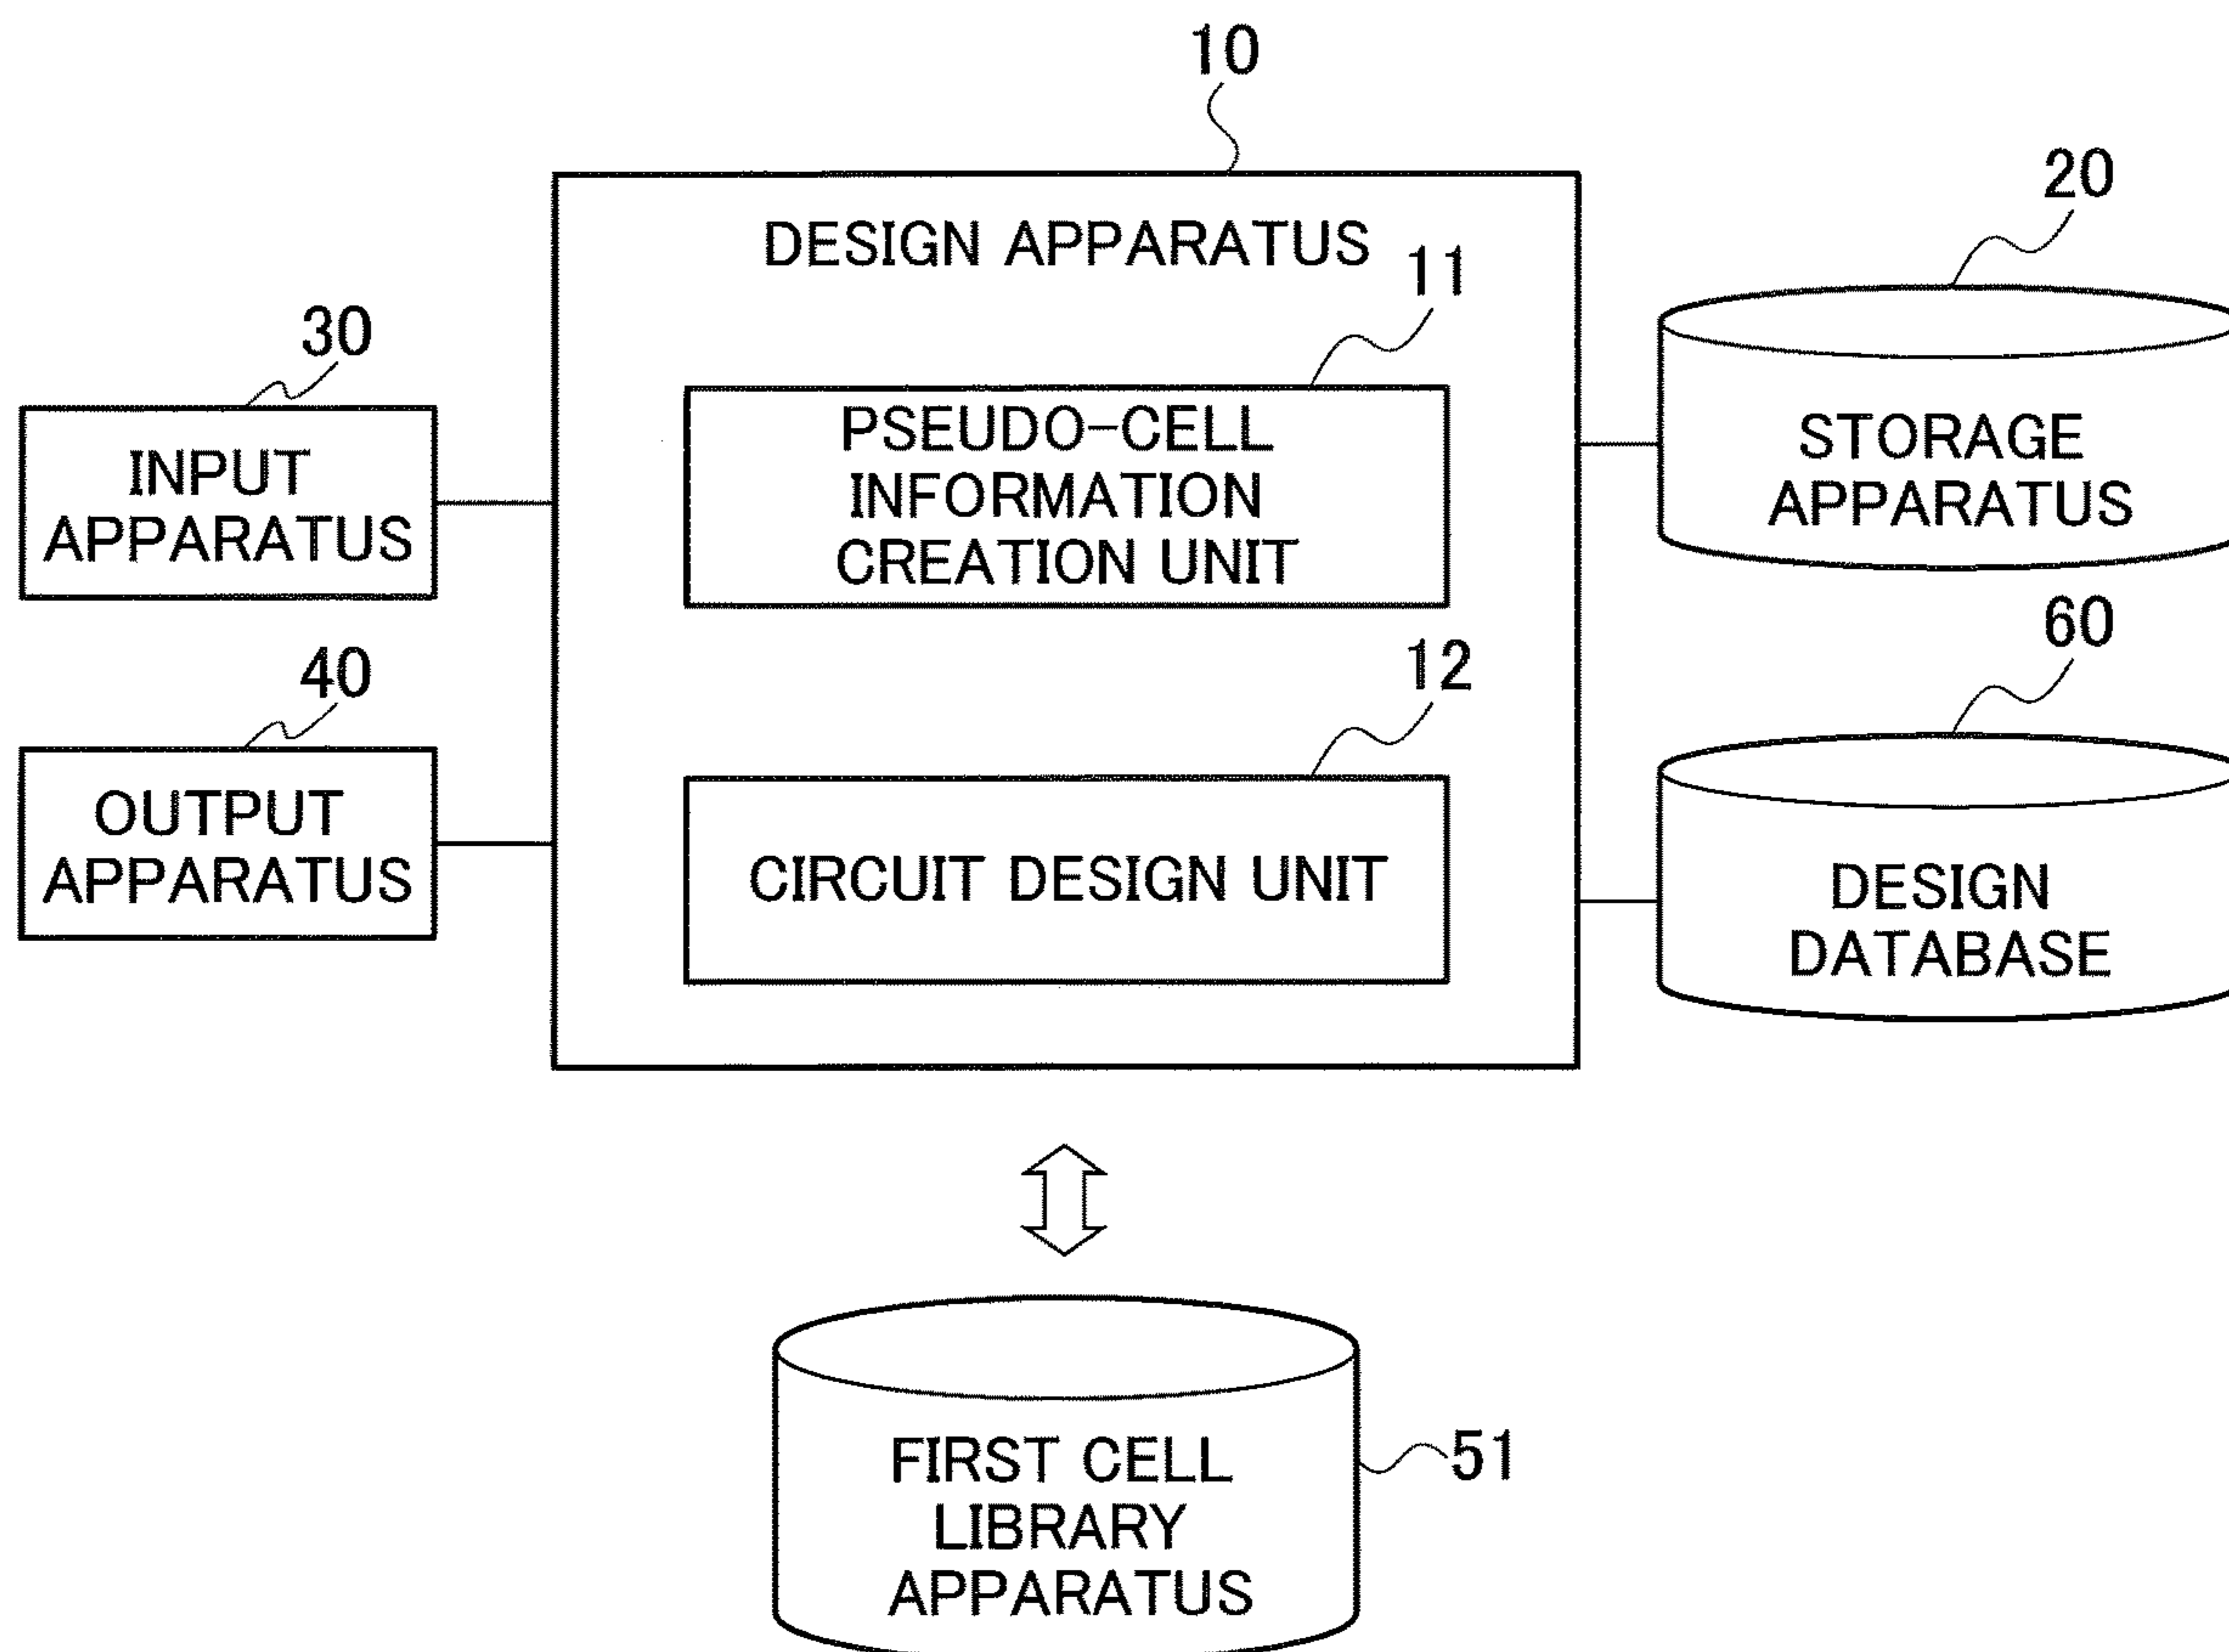 10
DESIGN APPARATUS
11
PSEUDO-CELL
INFORMATION
CREATION UNIT
12
CIRCUIT DESIGN UNIT
30
INPUT
APPARATUS
40
OUTPUT
APPARATUS
20
STORAGE
APPARATUS
60
DESIGN
DATABASE
FIRST CELL
LIBRARY
APPARATUS
51